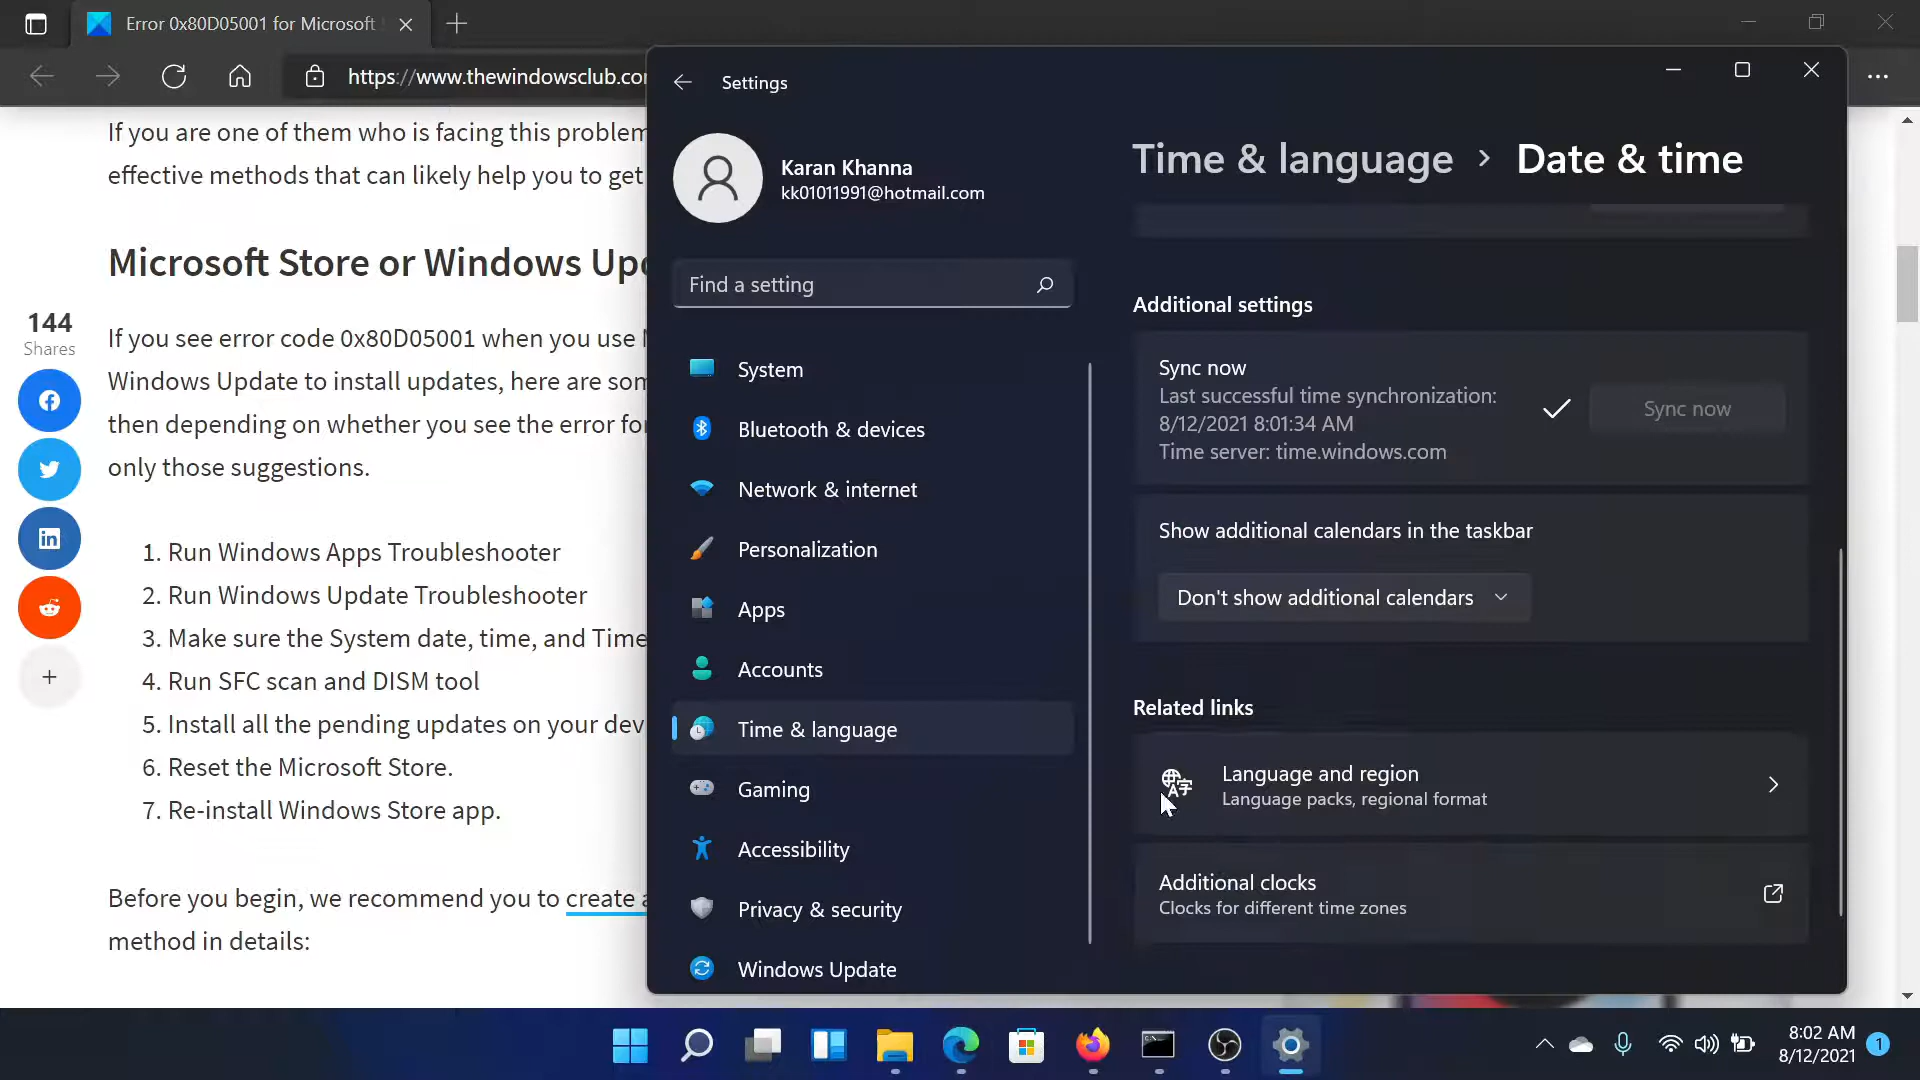 Error 0x80D05001 for Microsoft
https://www.thewindowsclub.co
If you are one of them who is facing this problem
effective methods that can likely help you to get
Microsoft Store or Windows Up
144
Shares
If you see error code 0x80D05001 when you use
Windows Update to install updates, here are
then depending on whether you see the error
only those suggestions.
1. Run Windows Apps Troubleshooter
2. Run Windows Update Troubleshooter
3. Make sure the System date, time, and Time
4. Run SFC scan and DISM tool
5. Install all the pending updates on your
6. Reset the Microsoft Store.
7. Re-install Windows Store app.
Before you begin, we recommend you to create
method in details:
Settings
Karan Khanna
kk01011991@hotmail.com
Find a setting
System
Bluetooth & devices
Network & internet
Personalization
Apps
Accounts
Time & language
Gaming
Accessibility
Privacy & security
Windows Update
Time & language > Date & time
Additional settings
Sync now
Last successful time synchronization:
8/12/2021 8:01:34 AM
Time server: time.windows.com
Sync now
Show additional calendars in the taskbar
Don't show additional calendars
Related links
Language and region
Language packs, regional format
Additional clocks
Clocks for different time zones
8:02 AM
8/12/2021
1